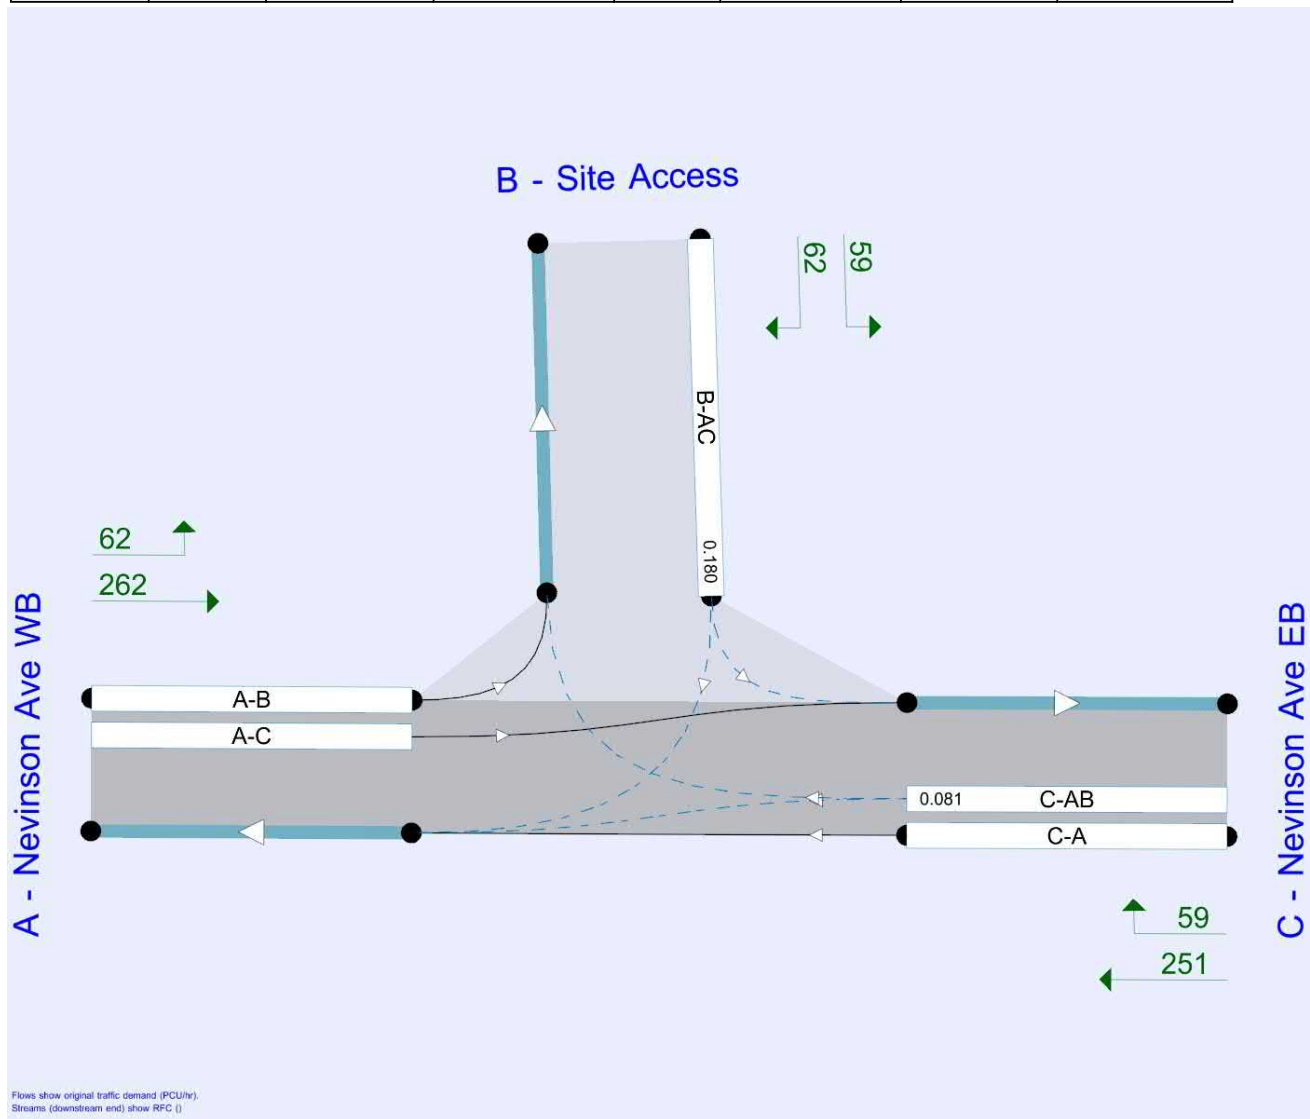 B - Site Access
62
59
B-AC
0.180
62
262
A - Nevinson Ave WB
A-B
A-C
C - Nevinson Ave EB
0.081 C-AB
C-A
59
251
Flows show original traffic demand (PCU/hr).
Streams (downstream end) show RFC ()